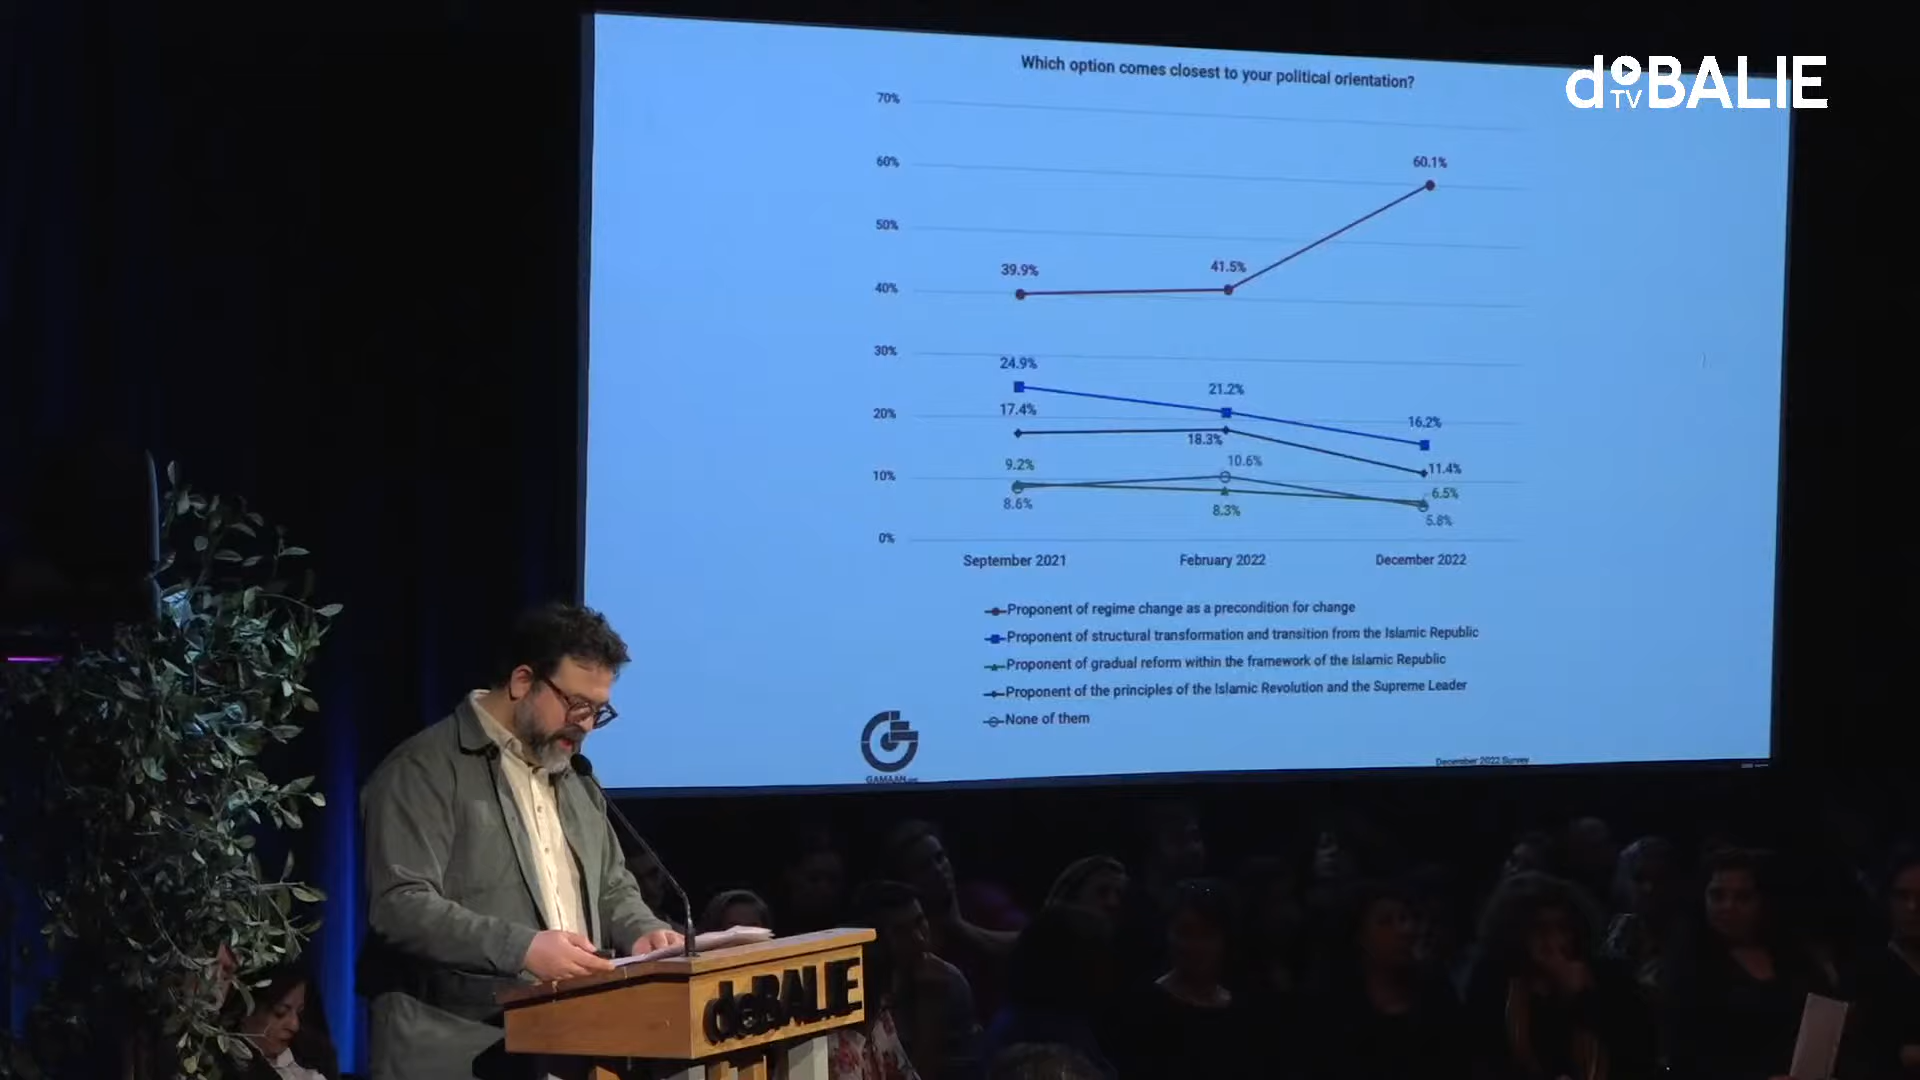 Which option comes closest to your political orientation?
deBALIE
TV
70%
60%
50%
40%
30%
20%
10%
0%
39.9%
41.5%
60.1%
24.9%
21.2%
16.2%
17.4%
18.3%
11.4%
9.2%
10.6%
6.5%
8.6%
8.3%
5.8%
September 2021
February 2022
December 2022
Proponent of regime change as a precondition for change
Proponent of structural transformation and transition from the Islamic Republic
Proponent of gradual reform within the framework of the Islamic Republic
Proponent of the principles of the Islamic Revolution and the Supreme Leader
None of them
GAMAAN.org
December 2022 Survey
deBALIE